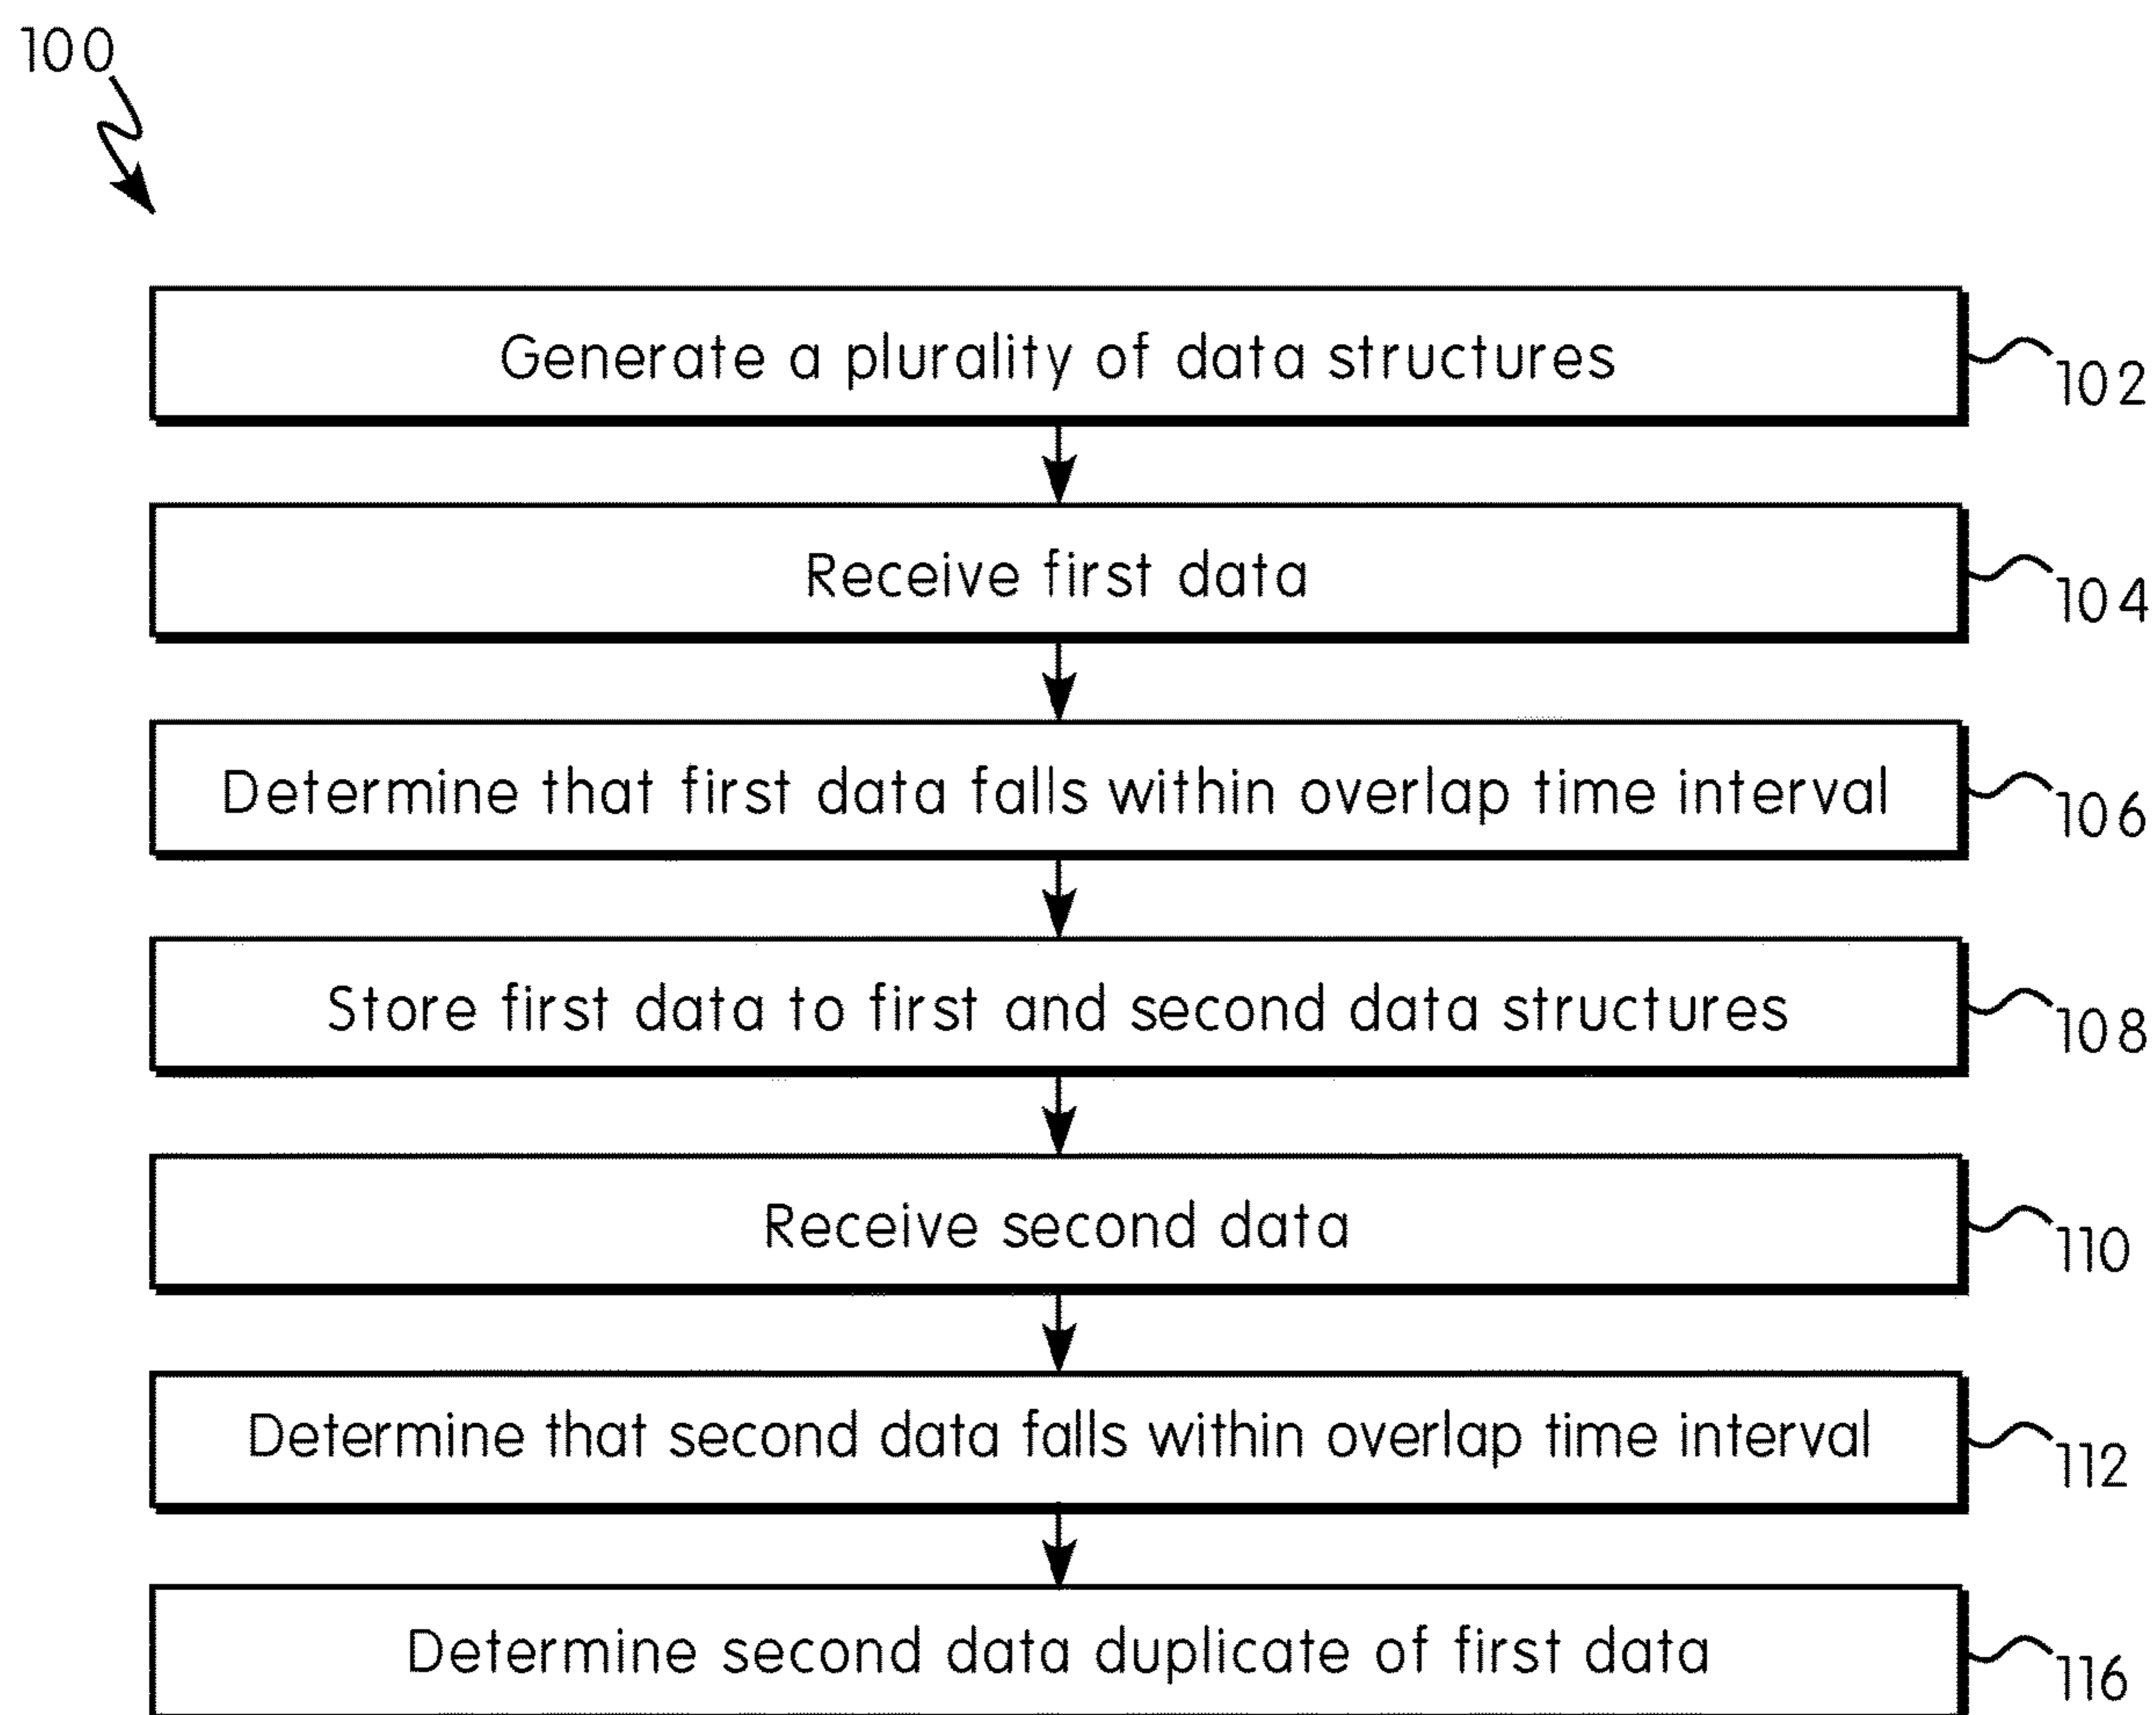 100
Generate a plurality of data structures
102
Receive first data
104
Determine that first data falls within overlap time interval
106
Store first data to first and second data structures
108
Receive second data
110
Determine that second data falls within overlap time interval
112
Determine second data duplicate of first data
116